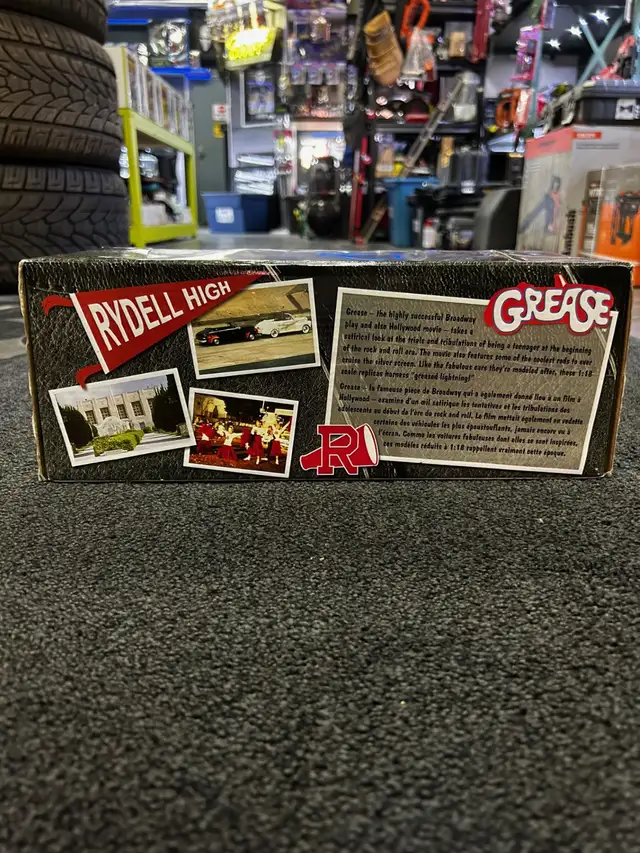 RYDELL HIGH
GREASE
Grease – the highly successful Broadway
play and also Hollywood movie – takes a
satirical look at the trials and tribulations of being a teenager at the beginning
of the rock and roll era. The movie also features some of the coolest rods to ever
cruise the silver screen. Like the fabulous cars they're modeled after, these 1:18
scale replicas have "greased lightning!"
Grease – la fameuse pièce de Broadway qui a également donné lieu à un film à
Hollywood – examine d'un œil satirique les tentatives et les tribulations des
adolescents au début de l'ère du rock and roll. Le film mettait également en vedette
certains des véhicules les plus époustouflants, jamais encore vu à
l'écran. Comme les voitures fabuleuses dont elles se sont inspirées,
ces modèles réduits à 1:18 rappellent vraiment cette époque.
R